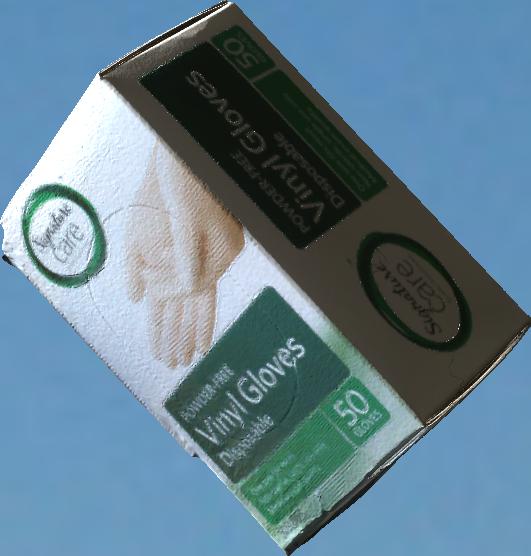 Signature
care
POWDER-FREE
Vinyl Gloves
Disposable
50
GLOVES
Signature
care
POWDER-FREE
Vinyl Gloves
Disposable
50